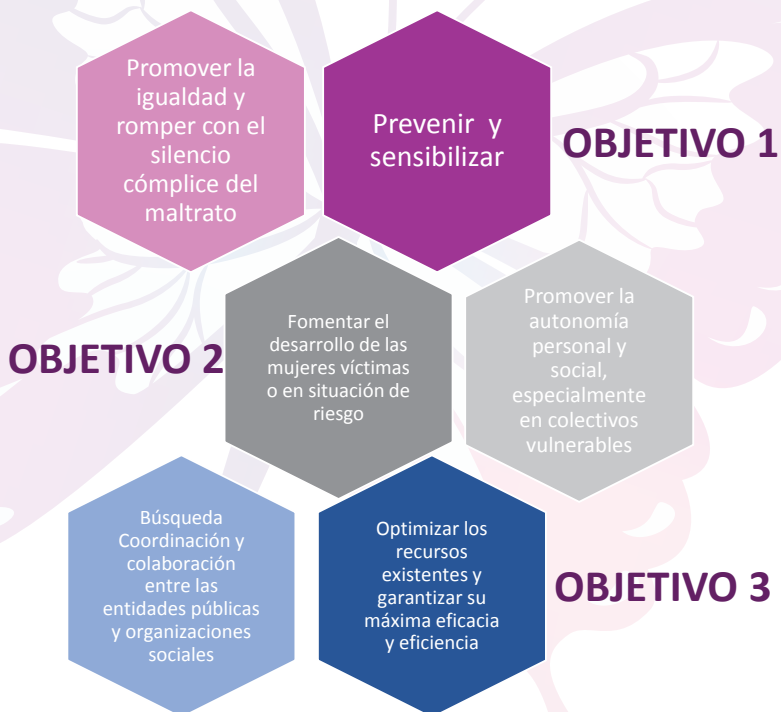 Promover la
igualdad y
romper con el
silencio
cómplice del
maltrato
Prevenir y
sensibilizar
OBJETIVO 1
OBJETIVO 2
Fomentar el
desarrollo de las
mujeres víctimas
o en situación de
riesgo
Promover la
autonomía
personal y
social,
especialmente
en colectivos
vulnerables
Búsqueda
Coordinación y
colaboración
entre las
entidades públicas
y organizaciones
sociales
Optimizar los
recursos
existentes y
garantizar su
máxima eficacia
y eficiencia
OBJETIVO 3